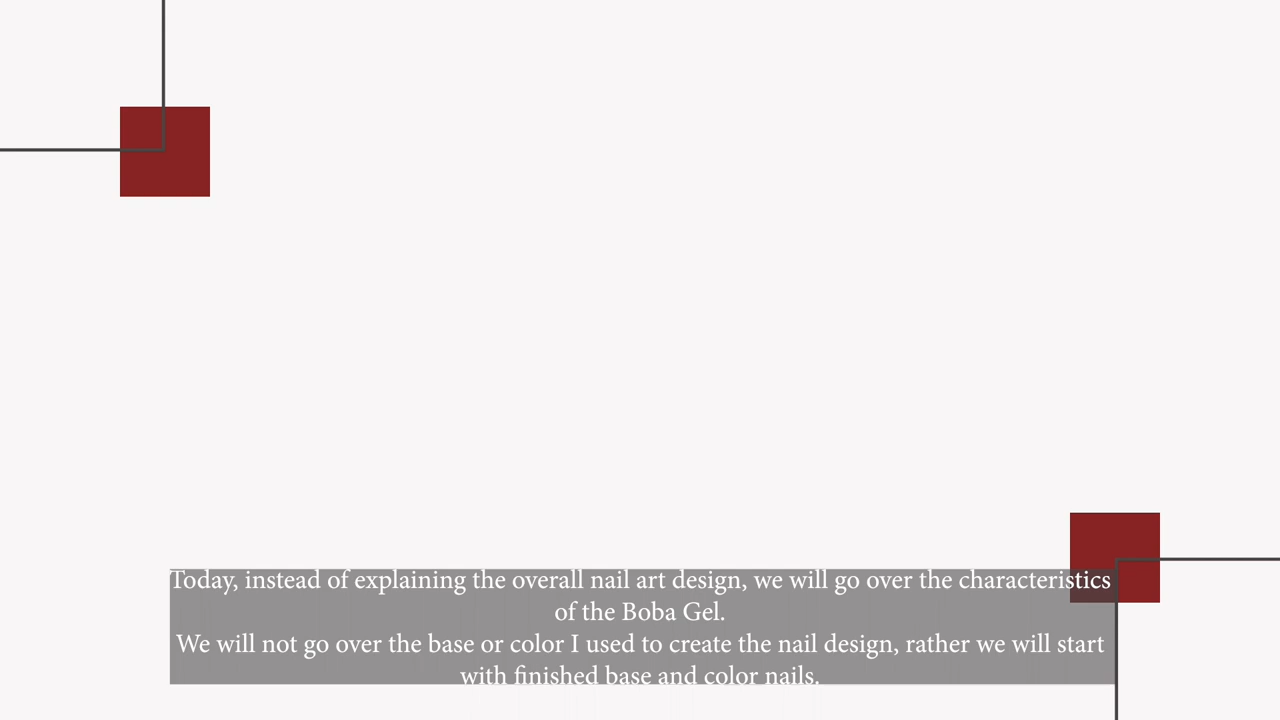 Today, instead of explaining the overall nail art design, we will go over the characteristics
of the Boba Gel.
We will not go over the base or color I used to create the nail design, rather we will start
with finished base and color nails.